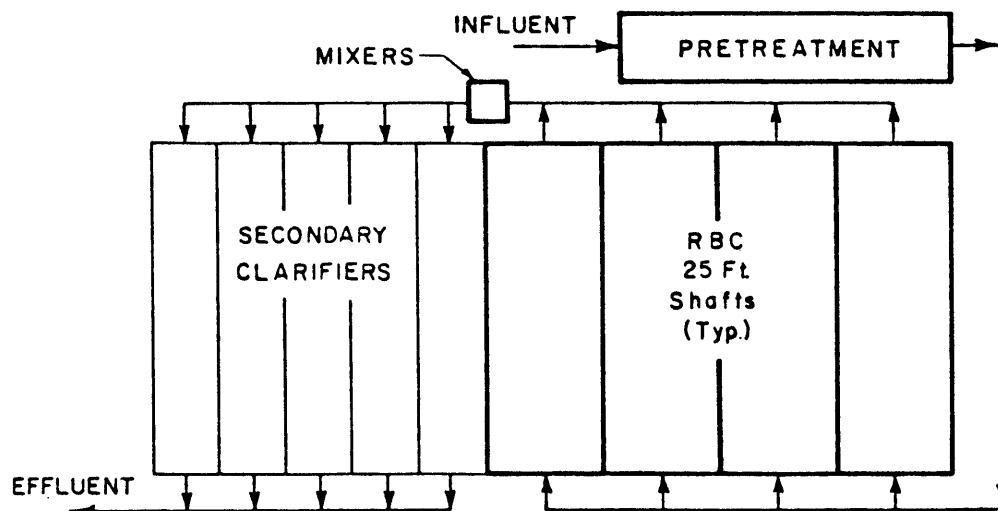 INFLUENT
PRETREATMENT
MIXERS
SECONDARY
CLARIFIERS
RBC
25 Ft.
Shafts
(Typ.)
EFFLUENT